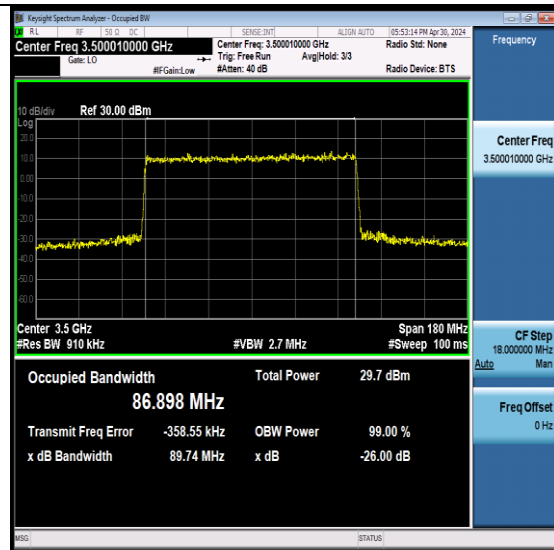 Keysight Spectrum Analyzer - Occupied BW
RL RF 50 Ω DC SENSE:INT ALIGN AUTO 05:53:14 PM Apr 30, 2024
Center Freq 3.500010000 GHz
Center Freq: 3.500010000 GHz
Radio Std: None
Gate: LO
Trig: Free Run Avg|Hold: 3/3
#IFGain:Low
#Atten: 40 dB
Radio Device: BTS
Frequency
10 dB/div Ref 30.00 dBm
Log
20.0
10.0
0.00
-10.0
-20.0
-30.0
-40.0
-50.0
-60.0
Center Freq
3.500010000 GHz
Center 3.5 GHz
Span 180 MHz
#Res BW 910 kHz
#VBW 2.7 MHz
#Sweep 100 ms
CF Step
18.000000 MHz
Auto Man
Occupied Bandwidth
Total Power 29.7 dBm
86.898 MHz
Freq Offset
0 Hz
Transmit Freq Error -358.55 kHz OBW Power 99.00 %
x dB Bandwidth 89.74 MHz x dB -26.00 dB
MSG STATUS